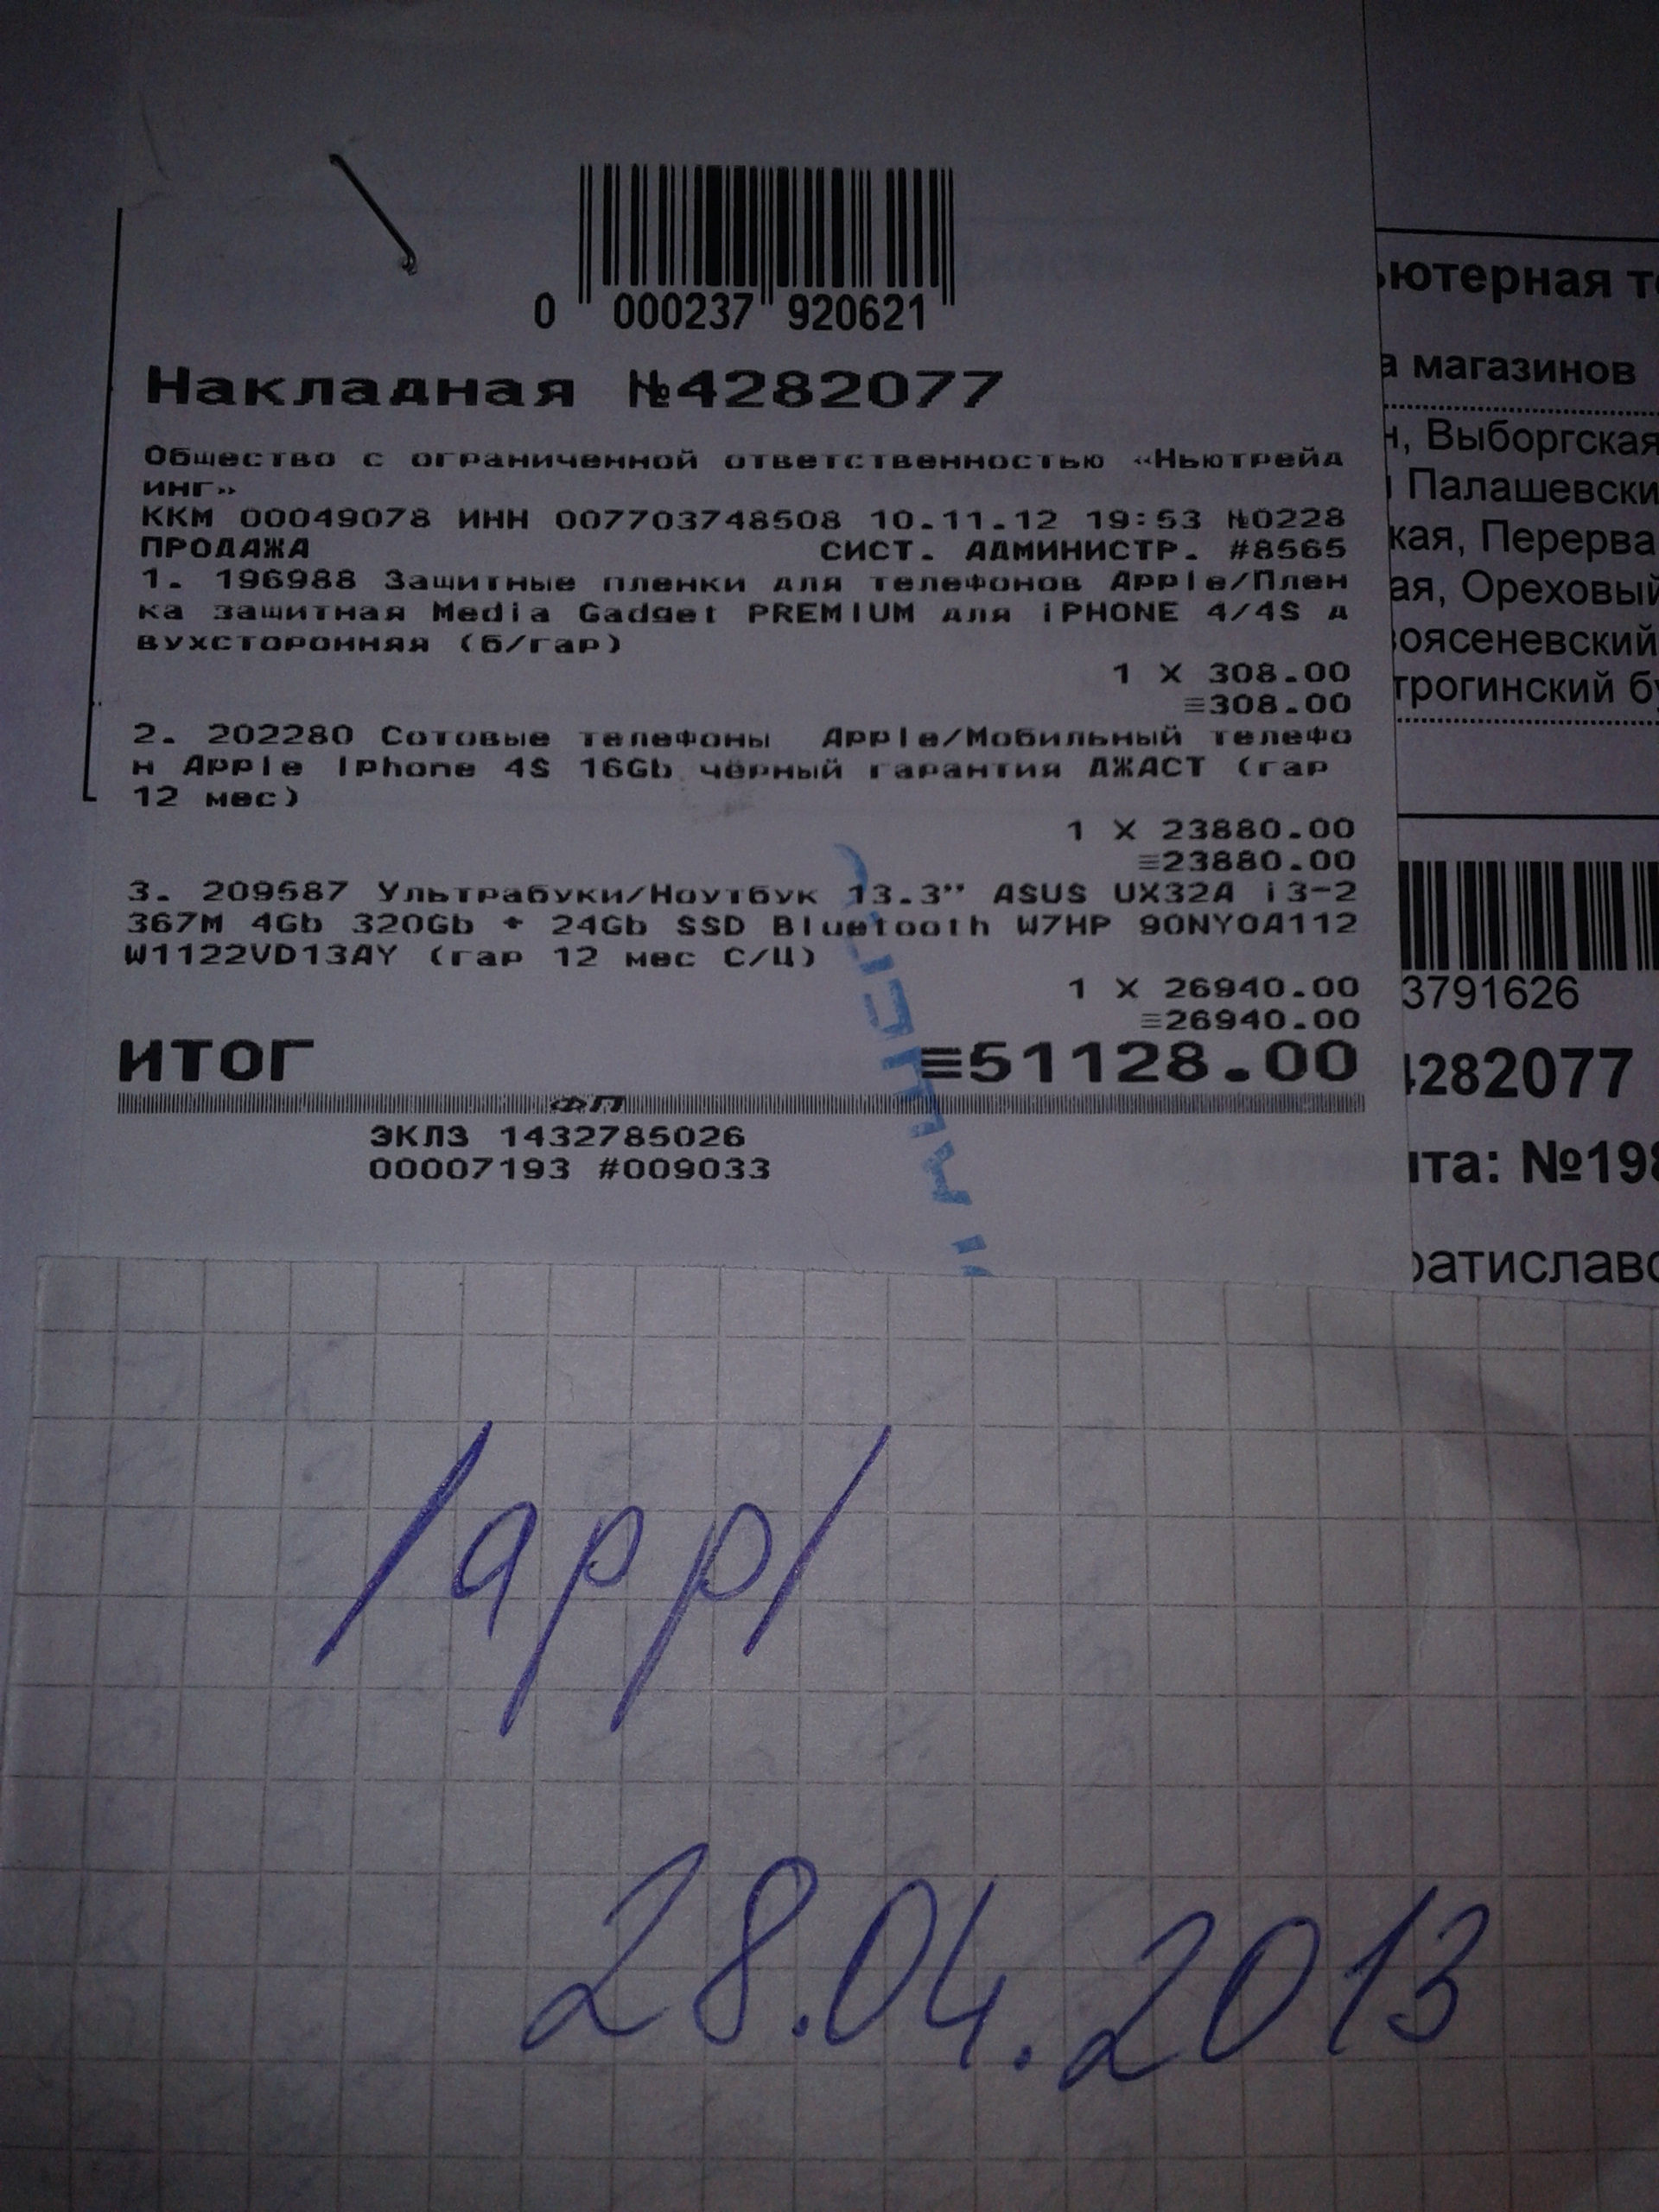 0 000237 920621
Накладная №4282077
Общество с ограниченной ответственностью «Ньютрейд
инг»
ККМ 00049078 ИНН 007703748508 10.11.12 19:53 №0228
ПРОДАЖА СИСТ. АДМИНИСТР. #8565
1. 196988 Защитные пленки для телефонов Apple/Плен
ка защитная Media Gadget PREMIUM для iPHONE 4/4S д
вухсторонняя (б/гар)
1 X 308.00
≡308.00
2. 202280 Сотовые телефоны Apple/Мобильный телефо
н Apple Iphone 4S 16Gb чёрный гарантия ДЖАСТ (гар
12 мес)
1 X 23880.00
≡23880.00
3. 209587 Ультрабуки/Ноутбук 13.3" ASUS UX32A i3-2
367M 4Gb 320Gb + 24Gb SSD Bluetooth W7HP 90NYOA112
W1122VD13AY (гар 12 мес С/Ц)
1 X 26940.00
≡26940.00
ИТОГ ≡51128.00
ФП
ЭКЛЗ 1432785026
00007193 #009033
ьютерная т
а магазинов
н, Выборгская
Палашевски
кая, Перерва
ая, Ореховый
оясеневский
трогинский бу
3791626
4282077
та: №198
ратиславс
/appl
28.04.2013